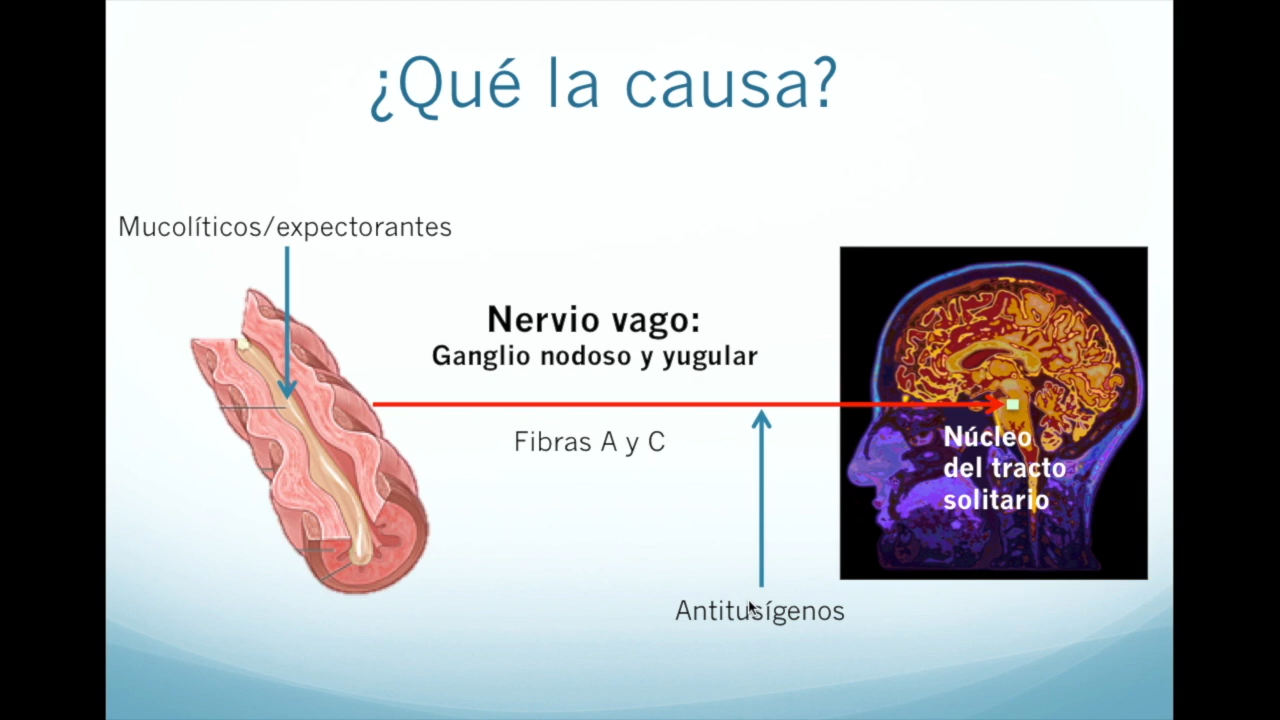 ¿Qué la causa?
Mucolíticos/expectorantes
Nervio vago:
Ganglio nodoso y yugular
Fibras A y C
Núcleo
del tracto
solitario
Antitusígenos